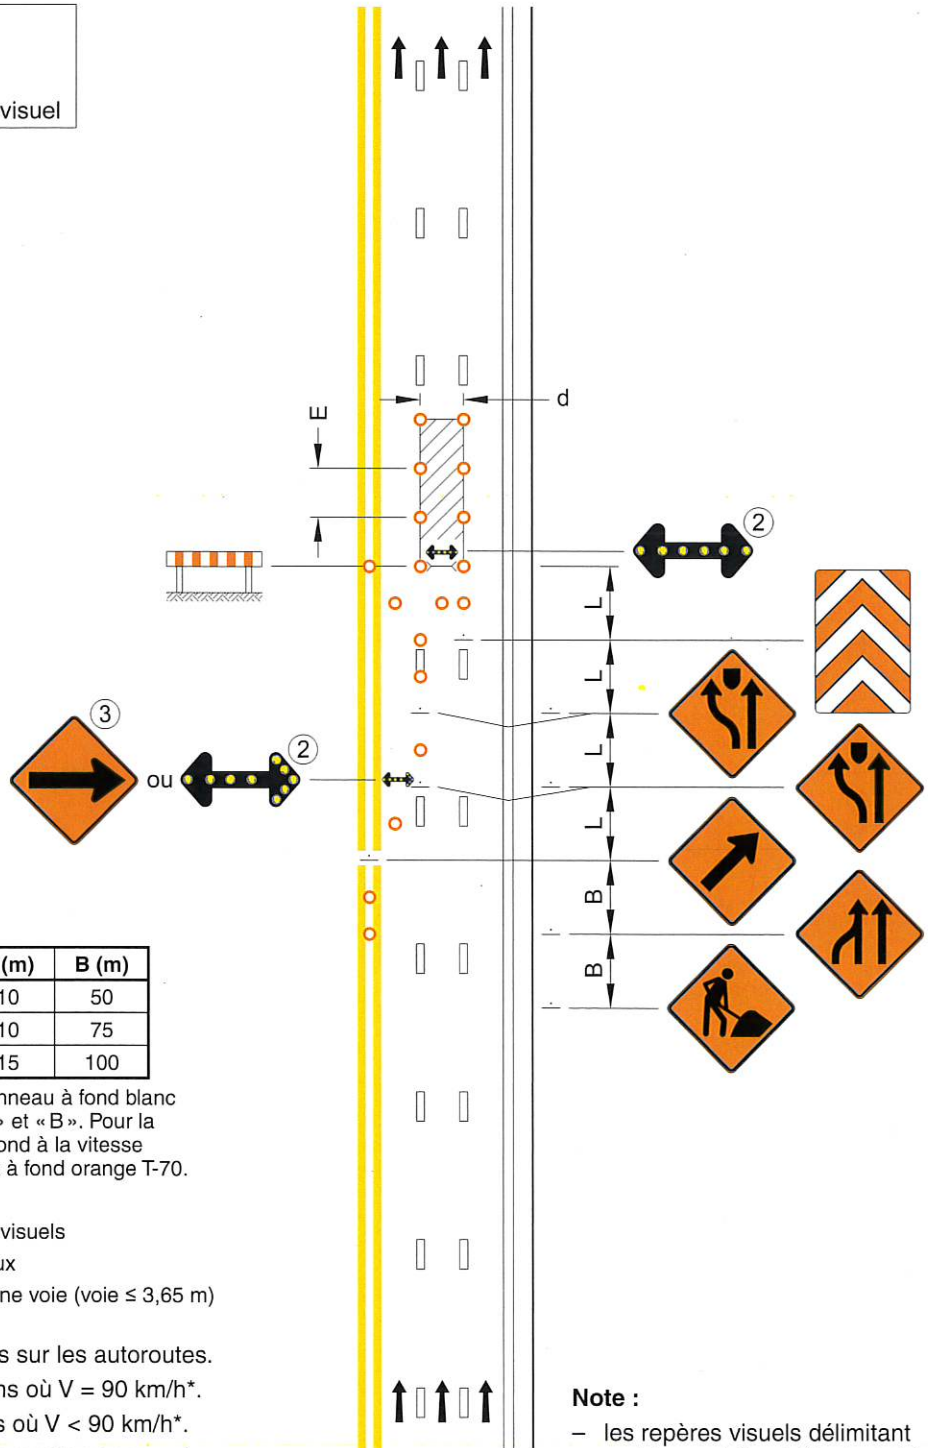 visuel
d
E
②
L
L
③
ou
②
L
L
B
B
(m) B (m)
10 50
10 75
15 100
nneau à fond blanc
» et « B ». Pour la
ond à la vitesse
à fond orange T-70.
visuels
ux
ne voie (voie ≤ 3,65 m)
s sur les autoroutes.
ns où V = 90 km/h*.
s où V < 90 km/h*.
Note :
– les repères visuels délimitant